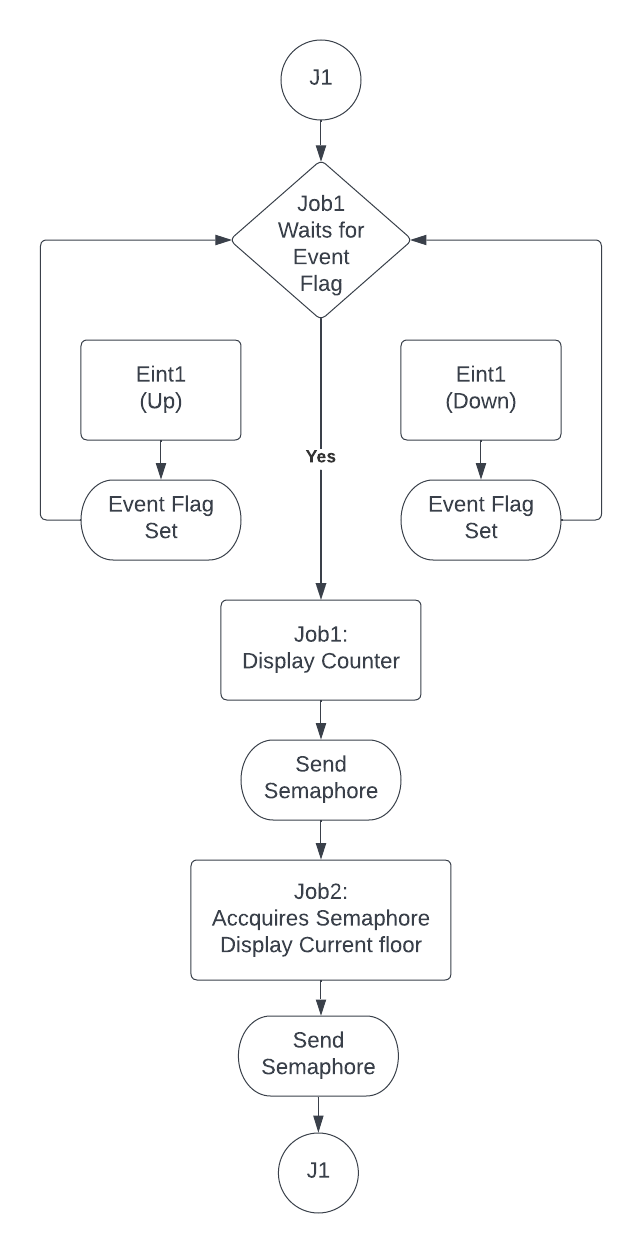 J1
Job1
Waits for
Event
Flag
Eint1
(Up)
Eint1
(Down)
Yes
Event Flag
Set
Event Flag
Set
Job1:
Display Counter
Send
Semaphore
Job2:
Accquires Semaphore
Display Current floor
Send
Semaphore
J1